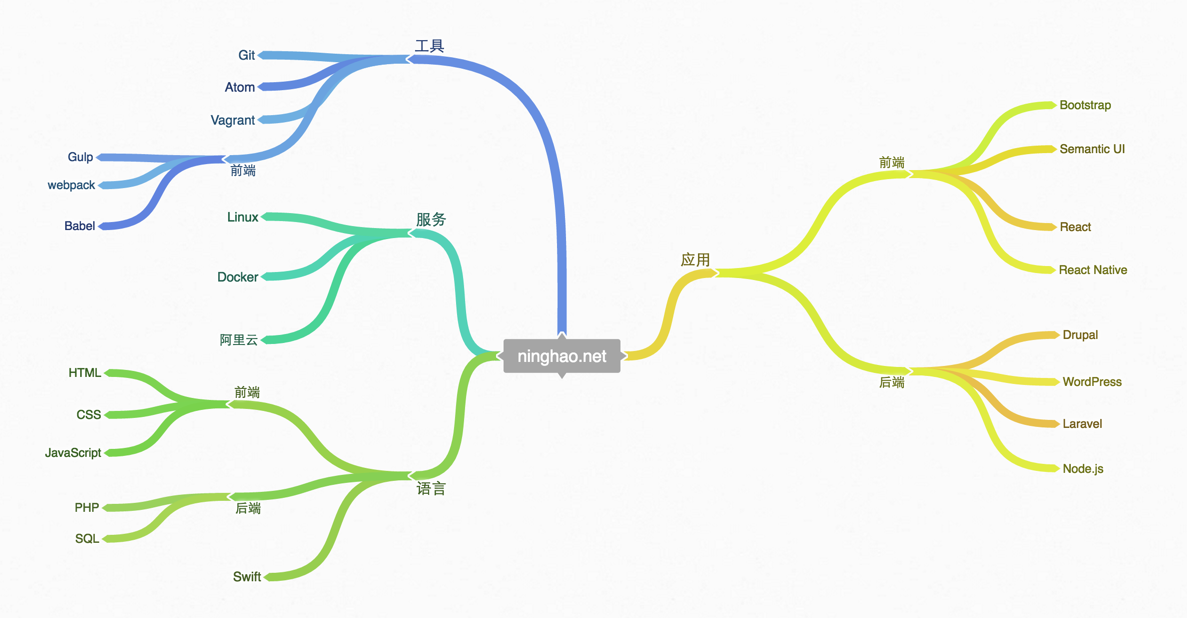 ninghao.net
工具
Git
Atom
Vagrant
前端
Gulp
webpack
Babel
服务
Linux
Docker
阿里云
语言
前端
HTML
CSS
JavaScript
后端
PHP
SQL
Swift
应用
前端
Bootstrap
Semantic UI
React
React Native
后端
Drupal
WordPress
Laravel
Node.js